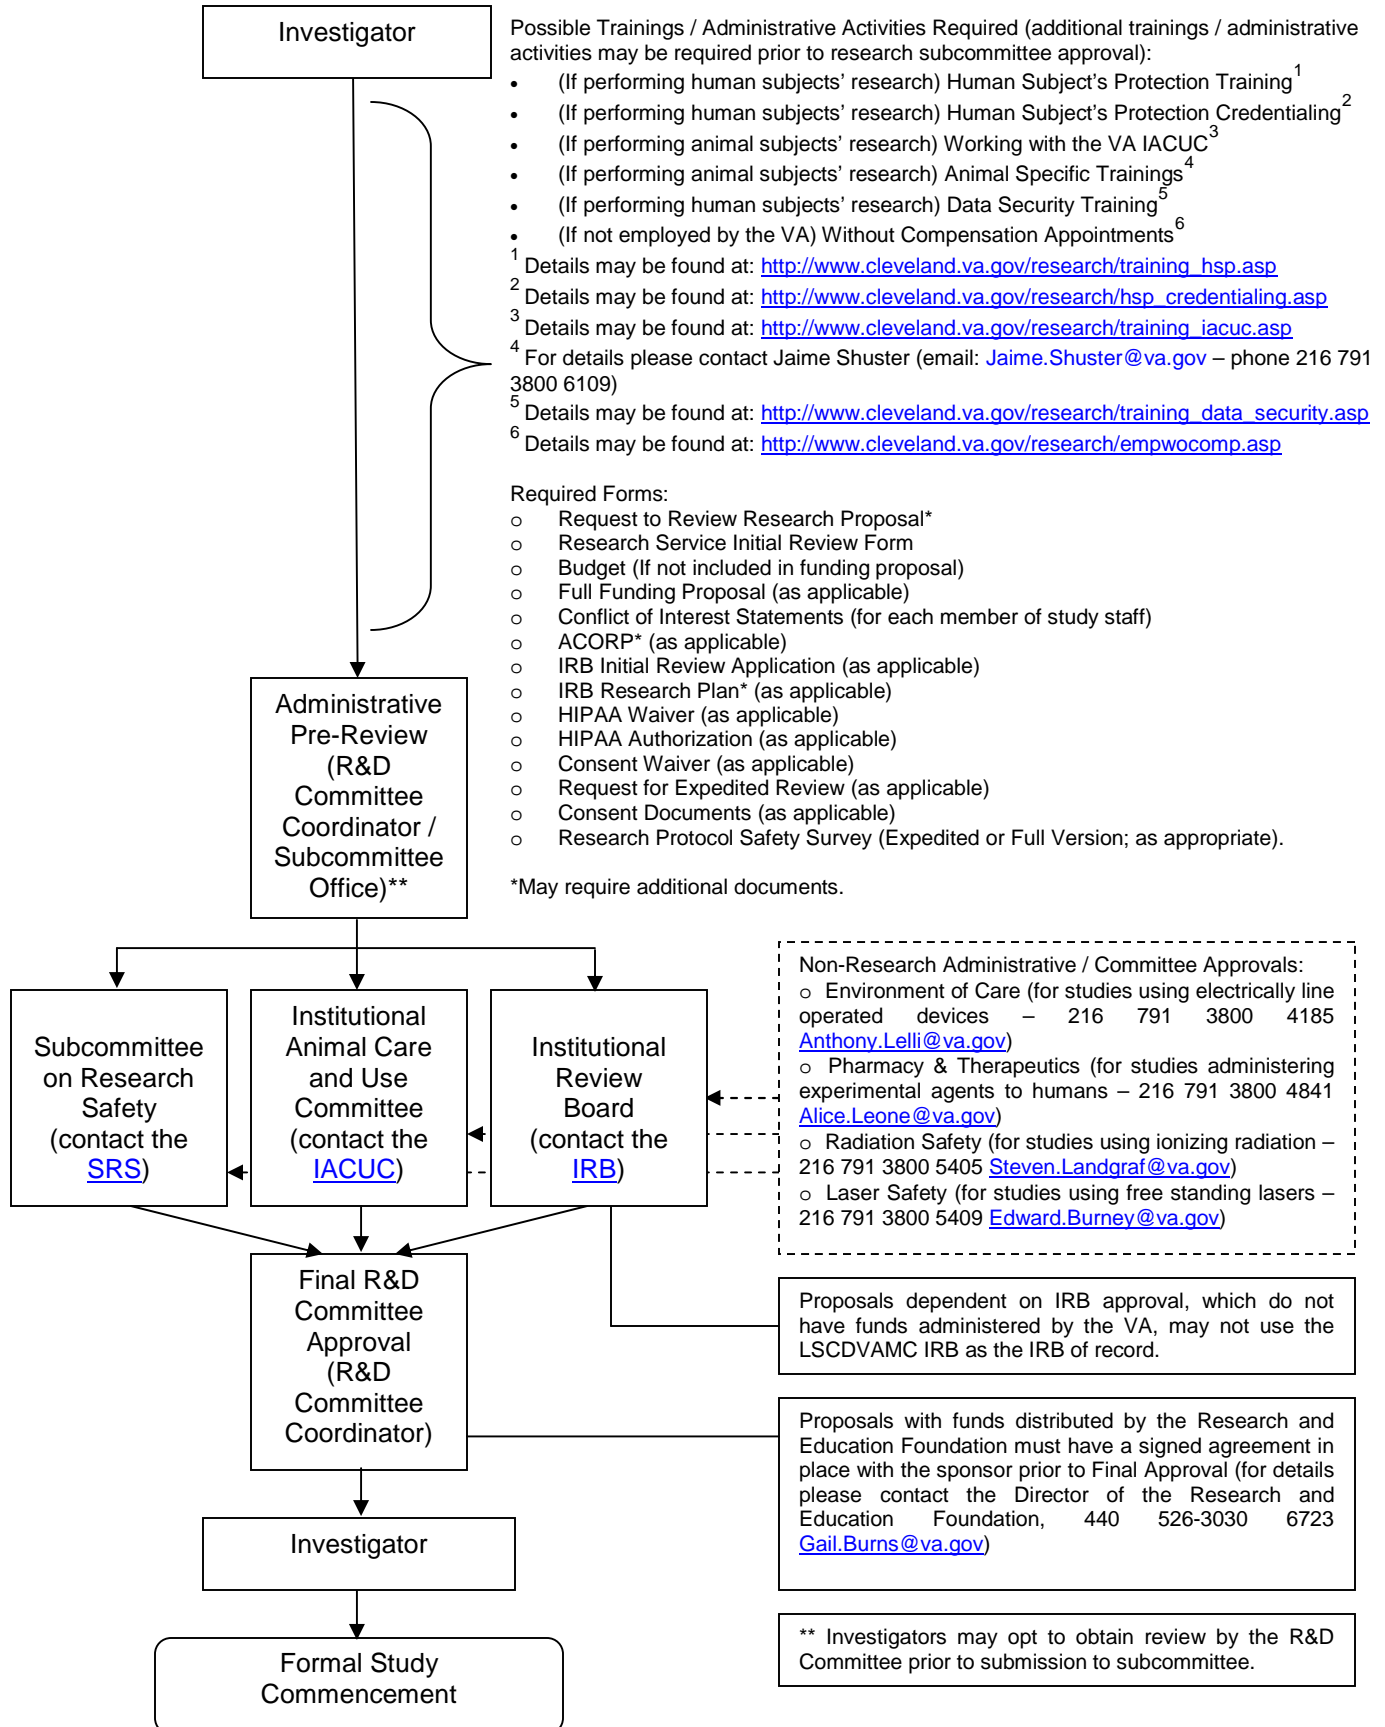 Investigator
Possible Trainings / Administrative Activities Required (additional trainings / administrative
activities may be required prior to research subcommittee approval):
• (If performing human subjects’ research) Human Subject’s Protection Training1
• (If performing human subjects’ research) Human Subject’s Protection Credentialing2
• (If performing animal subjects’ research) Working with the VA IACUC3
• (If performing animal subjects’ research) Animal Specific Trainings4
• (If performing human subjects’ research) Data Security Training5
• (If not employed by the VA) Without Compensation Appointments6
1 Details may be found at: http://www.cleveland.va.gov/research/training_hsp.asp
2 Details may be found at: http://www.cleveland.va.gov/research/hsp_credentialing.asp
3 Details may be found at: http://www.cleveland.va.gov/research/training_iacuc.asp
4 For details please contact Jaime Shuster (email: Jaime.Shuster@va.gov – phone 216 791
3800 6109)
5 Details may be found at: http://www.cleveland.va.gov/research/training_data_security.asp
6 Details may be found at: http://www.cleveland.va.gov/research/empwocomp.asp
Required Forms:
o Request to Review Research Proposal*
o Research Service Initial Review Form
o Budget (If not included in funding proposal)
o Full Funding Proposal (as applicable)
o Conflict of Interest Statements (for each member of study staff)
o ACORP* (as applicable)
o IRB Initial Review Application (as applicable)
o IRB Research Plan* (as applicable)
o HIPAA Waiver (as applicable)
o HIPAA Authorization (as applicable)
o Consent Waiver (as applicable)
o Request for Expedited Review (as applicable)
o Consent Documents (as applicable)
o Research Protocol Safety Survey (Expedited or Full Version; as appropriate).
*May require additional documents.
Administrative
Pre-Review
(R&D
Committee
Coordinator /
Subcommittee
Office)**
Subcommittee
on Research
Safety
(contact the
SRS)
Institutional
Animal Care
and Use
Committee
(contact the
IACUC)
Institutional
Review
Board
(contact the
IRB)
Non-Research Administrative / Committee Approvals:
o Environment of Care (for studies using electrically line
operated devices – 216 791 3800 4185
Anthony.Lelli@va.gov)
o Pharmacy & Therapeutics (for studies administering
experimental agents to humans – 216 791 3800 4841
Alice.Leone@va.gov)
o Radiation Safety (for studies using ionizing radiation –
216 791 3800 5405 Steven.Landgraf@va.gov)
o Laser Safety (for studies using free standing lasers –
216 791 3800 5409 Edward.Burney@va.gov)
Final R&D
Committee
Approval
(R&D
Committee
Coordinator)
Proposals dependent on IRB approval, which do not
have funds administered by the VA, may not use the
LSCDVAMC IRB as the IRB of record.
Proposals with funds distributed by the Research and
Education Foundation must have a signed agreement in
place with the sponsor prior to Final Approval (for details
please contact the Director of the Research and
Education Foundation, 440 526-3030 6723
Gail.Burns@va.gov)
Investigator
** Investigators may opt to obtain review by the R&D
Committee prior to submission to subcommittee.
Formal Study
Commencement